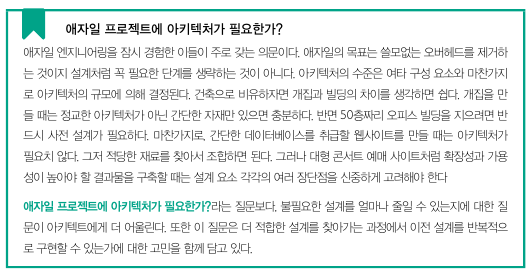 애자일 프로젝트에 아키텍처가 필요한가?
애자일 엔지니어링을 잠시 경험한 이들이 주로 갖는 의문이다. 애자일의 목표는 쓸모없는 오버헤드를 제거하
는 것이지 설계처럼 꼭 필요한 단계를 생략하는 것이 아니다. 아키텍처의 수준은 여타 구성 요소와 마찬가지
로 아키텍처의 규모에 의해 결정된다. 건축으로 비유하자면 개집과 빌딩의 차이를 생각하면 쉽다. 개집을 만
들 때는 정교한 아키텍처가 아닌 간단한 자재만 있으면 충분하다. 반면 50층짜리 오피스 빌딩을 지으려면 반
드시 사전 설계가 필요하다. 마찬가지로, 간단한 데이터베이스를 취급할 웹사이트를 만들 때는 아키텍처가
필요치 않다. 그저 적당한 재료를 찾아서 조합하면 된다. 그러나 대형 콘서트 예매 사이트처럼 확장성과 가용
성이 높아야 할 결과물을 구축할 때는 설계 요소 각각의 여러 장단점을 신중하게 고려해야 한다
애자일 프로젝트에 아키텍처가 필요한가?라는 질문보다, 불필요한 설계를 얼마나 줄일 수 있는지에 대한 질
문이 아키텍트에게 더 어울린다. 또한 이 질문은 더 적합한 설계를 찾아가는 과정에서 이전 설계를 반복적으
로 구현할 수 있는가에 대한 고민을 함께 담고 있다.